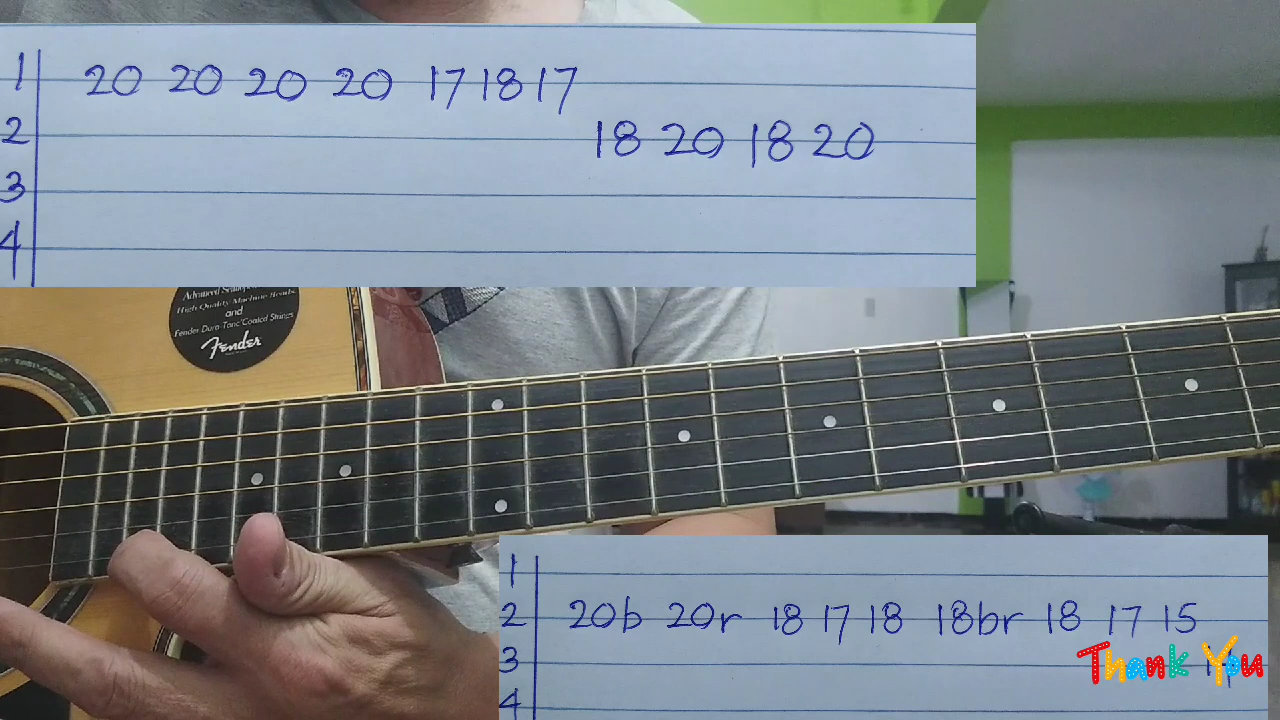 1 20 20 20 20 17 18 17
2 18 20 18 20
3
4
Advanced
High Quality Machine Heads
and
Fender Dura-Tone Coated Strings
Fender
1
2 20b 20r 18 17 18 18br 18 17 15
3
4
Thank You